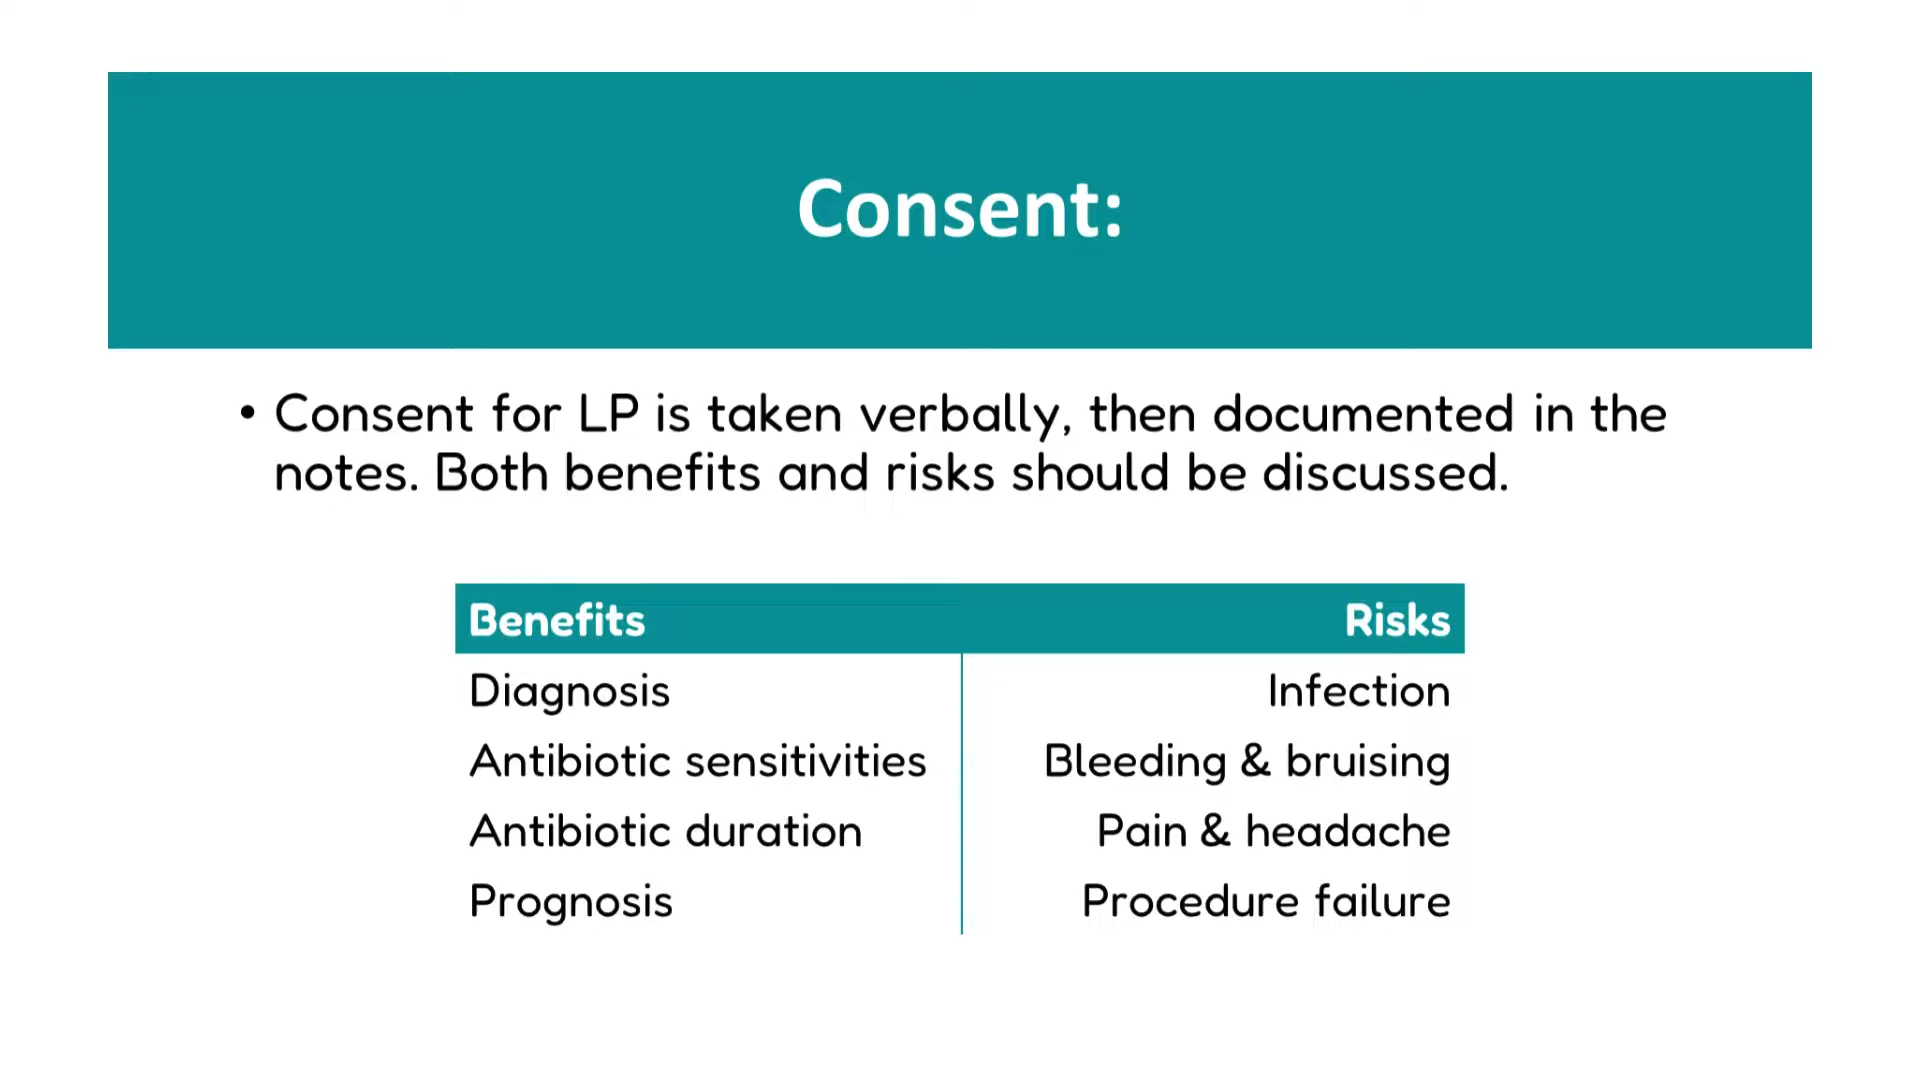 Consent:
• Consent for LP is taken verbally, then documented in the
notes. Both benefits and risks should be discussed.
Benefits Risks
Diagnosis Infection
Antibiotic sensitivities Bleeding & bruising
Antibiotic duration Pain & headache
Prognosis Procedure failure